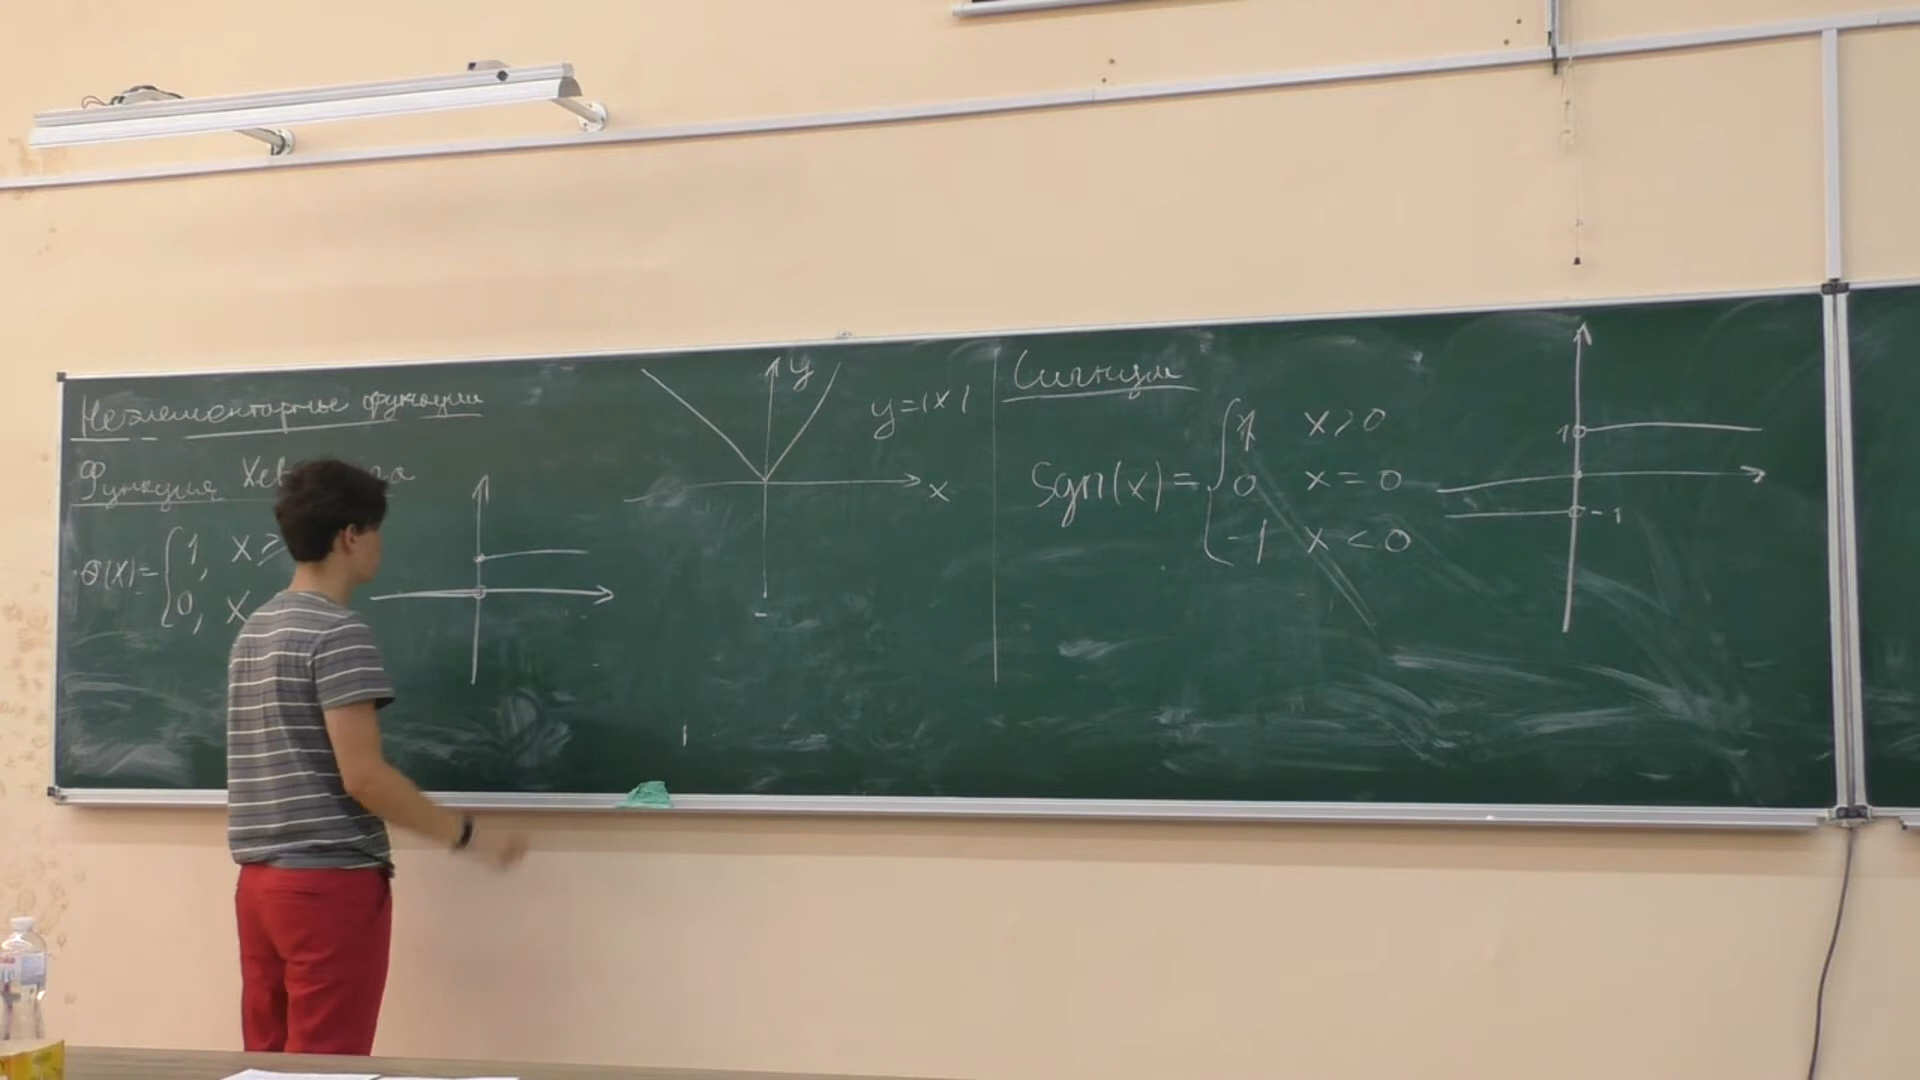 Неэлементарные функции
Функция Хев
θ(x)= { 1, x ≥
0, x
y
y=|x|
x
Сигнум
Sgn(x)= { 1 x>0
0 x=0
-1 x<0
1
-1